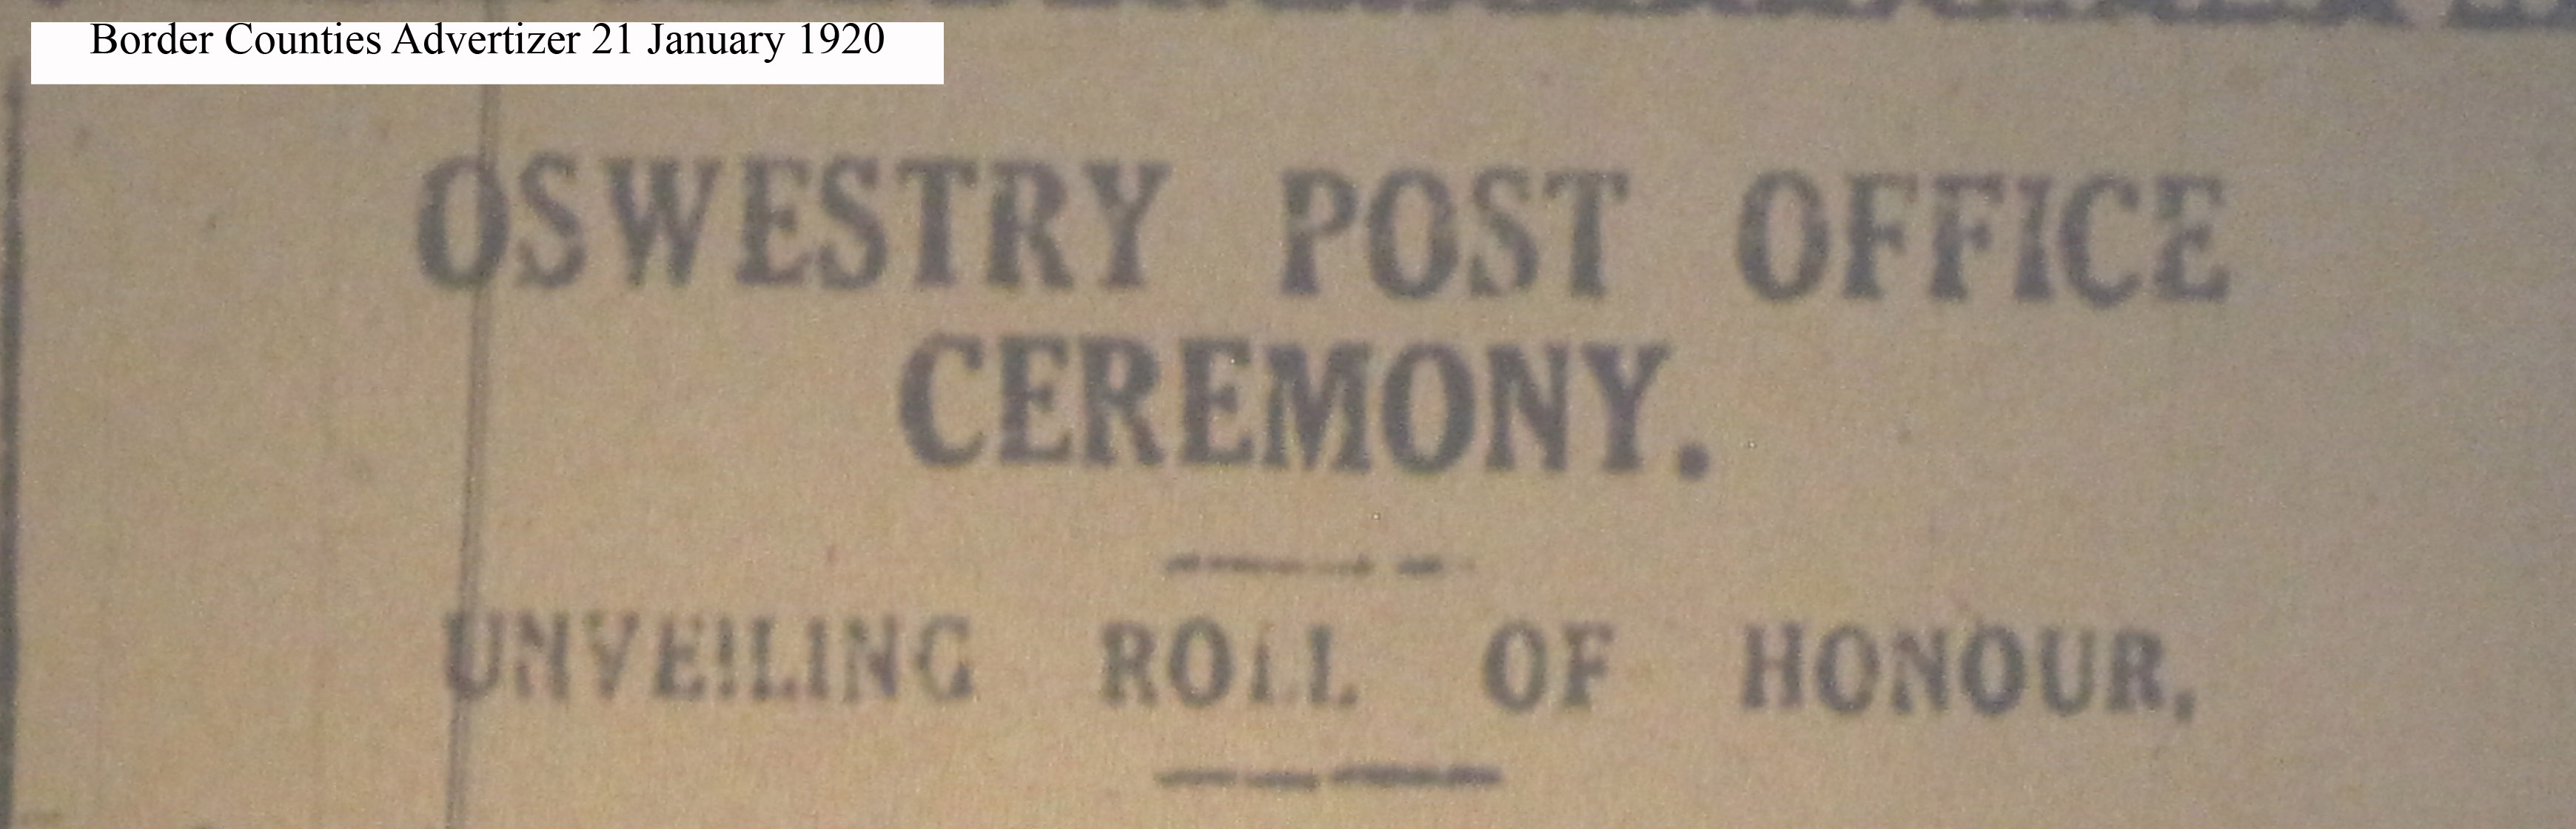 Border Counties Advertizer 21 January 1920
OSWESTRY POST OFFICE
CEREMONY.
UNVEILING ROLL OF HONOUR.